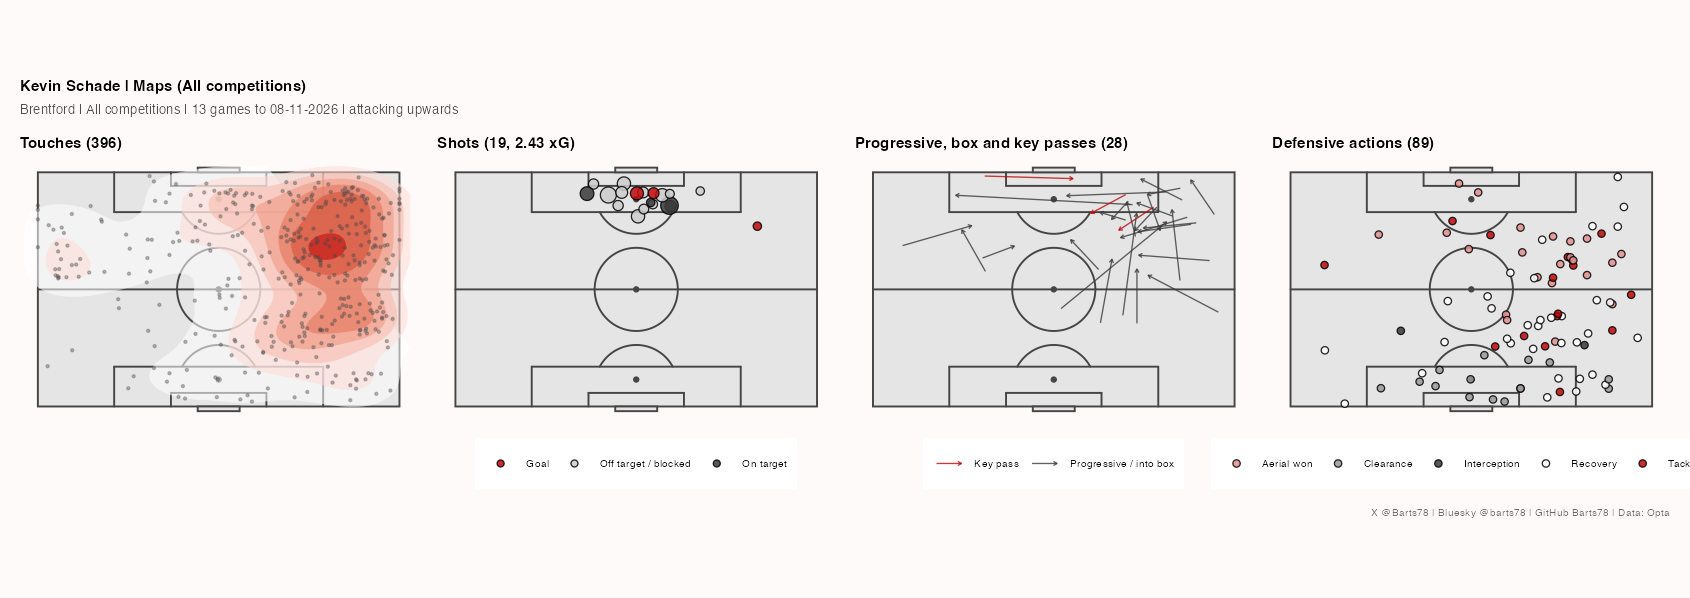 Kevin Schade | Maps (All competitions)
Brentford | All competitions | 13 games to 08-11-2026 | attacking upwards
Touches (396)
Shots (19, 2.43 xG)
Progressive, box and key passes (28)
Defensive actions (89)
Goal
Off target / blocked
On target
Key pass
Progressive / into box
Aerial won
Clearance
Interception
Recovery
Tack
X @Barts78 | Bluesky @barts78 | GitHub Barts78 | Data: Opta